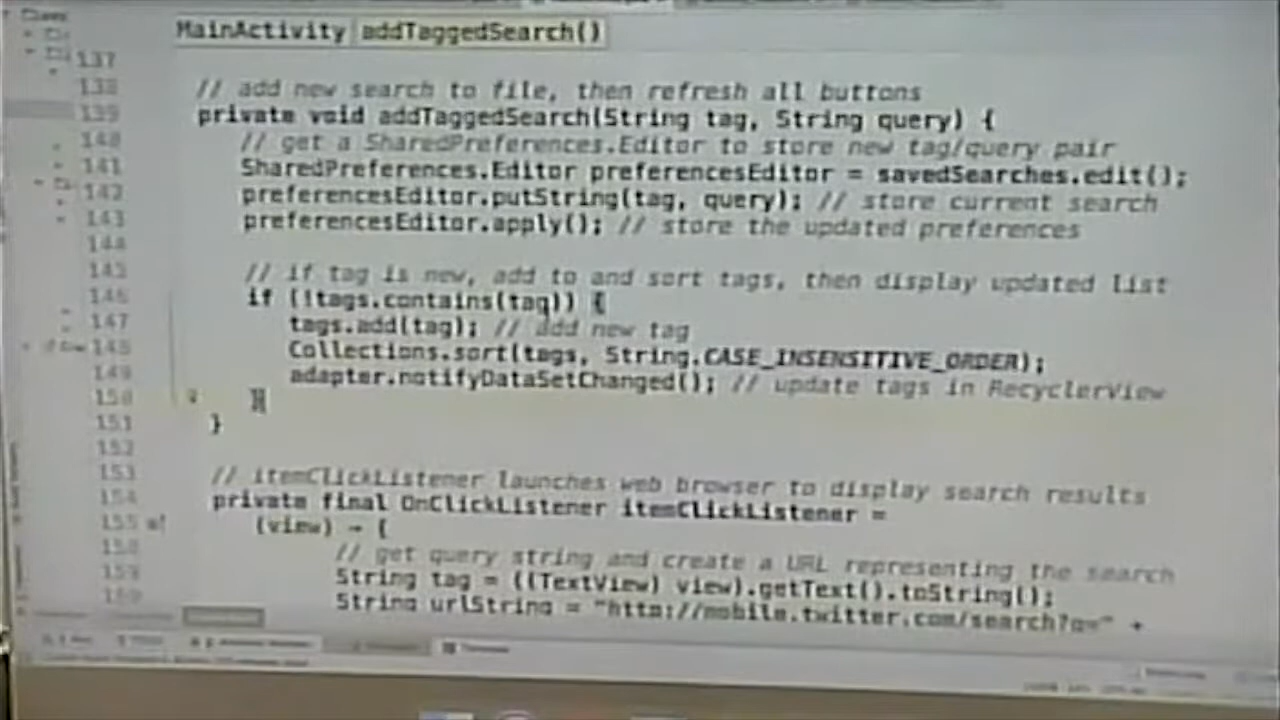 MainActivity addTaggedSearch()
137
138 // add new search to file, then refresh all buttons
139 private void addTaggedSearch(String tag, String query) {
140 // get a SharedPreferences.Editor to store new tag/query pair
141 SharedPreferences.Editor preferencesEditor = savedSearches.edit();
142 preferencesEditor.putString(tag, query); // store current search
143 preferencesEditor.apply(); // store the updated preferences
144
145 // if tag is new, add to and sort tags, then display updated list
146 if (!tags.contains(tag)) {
147 tags.add(tag); // add new tag
148 Collections.sort(tags, String.CASE_INSENSITIVE_ORDER);
149 adapter.notifyDataSetChanged(); // update tags in RecyclerView
150 }
151 }
152
153 // itemClickListener launches web browser to display search results
154 private final OnClickListener itemClickListener =
155 (view) → {
158 // get query string and create a URL representing the search
159 String tag = ((TextView) view).getText().toString();
160 String urlString = "http://mobile.twitter.com/search?q=" +